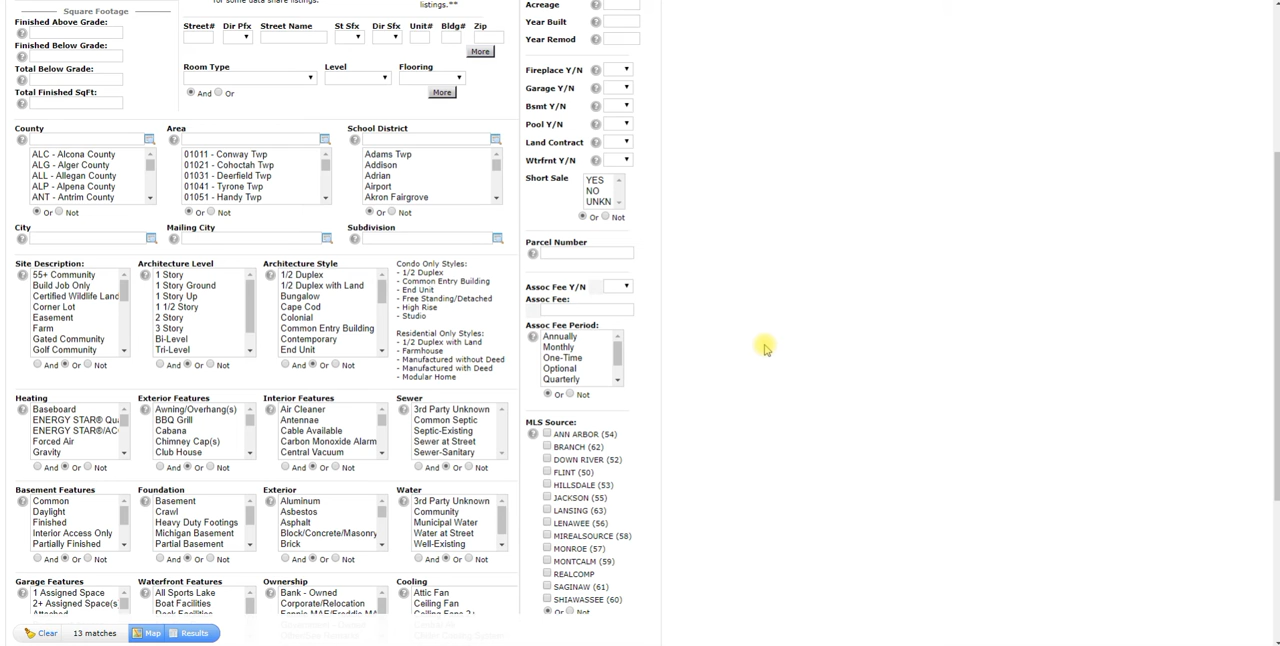 for some data share listings.
listings.**
Square Footage
Finished Above Grade:
Finished Below Grade:
Total Below Grade:
Total Finished SqFt:
Street# Dir Pfx Street Name St Sfx Dir Sfx Unit# Bldg# Zip
More
Room Type Level Flooring
And Or
More
Acreage
Year Built
Year Remod
Fireplace Y/N
Garage Y/N
Bsmt Y/N
Pool Y/N
Land Contract
Wtrfrnt Y/N
Short Sale
YES
NO
UNKN
Or Not
Parcel Number
Assoc Fee Y/N
Assoc Fee:
Assoc Fee Period:
Annually
Monthly
One-Time
Optional
Quarterly
Or Not
MLS Source:
ANN ARBOR (54)
BRANCH (62)
DOWN RIVER (52)
FLINT (50)
HILLSDALE (53)
JACKSON (55)
LANSING (63)
LENAWEE (56)
MIREALSOURCE (58)
MONROE (57)
MONTCALM (59)
REALCOMP
SAGINAW (61)
SHIAWASSEE (60)
Or Not
County
ALC - Alcona County
ALG - Alger County
ALL - Allegan County
ALP - Alpena County
ANT - Antrim County
Or Not
Area
01011 - Conway Twp
01021 - Cohoctah Twp
01031 - Deerfield Twp
01041 - Tyrone Twp
01051 - Handy Twp
Or Not
School District
Adams Twp
Addison
Adrian
Airport
Akron Fairgrove
Or Not
City
Mailing City
Subdivision
Site Description:
55+ Community
Build Job Only
Certified Wildlife Land
Corner Lot
Easement
Farm
Gated Community
Golf Community
And Or Not
Architecture Level
1 Story
1 Story Ground
1 Story Up
1 1/2 Story
2 Story
3 Story
Bi-Level
Tri-Level
And Or Not
Architecture Style
1/2 Duplex
1/2 Duplex with Land
Bungalow
Cape Cod
Colonial
Common Entry Building
Contemporary
End Unit
And Or Not
Condo Only Styles:
- 1/2 Duplex
- Common Entry Building
- End Unit
- Free Standing/Detached
- High Rise
- Studio
Residential Only Styles:
- 1/2 Duplex with Land
- Farmhouse
- Manufactured without Deed
- Manufactured with Deed
- Modular Home
Heating
Baseboard
ENERGY STAR® Qu
ENERGY STAR®/AC
Forced Air
Gravity
And Or Not
Exterior Features
Awning/Overhang(s)
BBQ Grill
Cabana
Chimney Cap(s)
Club House
And Or Not
Interior Features
Air Cleaner
Antennae
Cable Available
Carbon Monoxide Alarm
Central Vacuum
And Or Not
Sewer
3rd Party Unknown
Common Septic
Septic-Existing
Sewer at Street
Sewer-Sanitary
And Or Not
Basement Features
Common
Daylight
Finished
Interior Access Only
Partially Finished
And Or Not
Foundation
Basement
Crawl
Heavy Duty Footings
Michigan Basement
Partial Basement
And Or Not
Exterior
Aluminum
Asbestos
Asphalt
Block/Concrete/Masonry
Brick
And Or Not
Water
3rd Party Unknown
Community
Municipal Water
Water at Street
Well-Existing
And Or Not
Garage Features
1 Assigned Space
2+ Assigned Space(s
Attached
Waterfront Features
All Sports Lake
Boat Facilities
Dock Facilities
Ownership
Bank - Owned
Corporate/Relocation
Fannie MAE/Freddie M
Cooling
Attic Fan
Ceiling Fan
Ceiling Fans 2+
Clear 13 matches Map Results